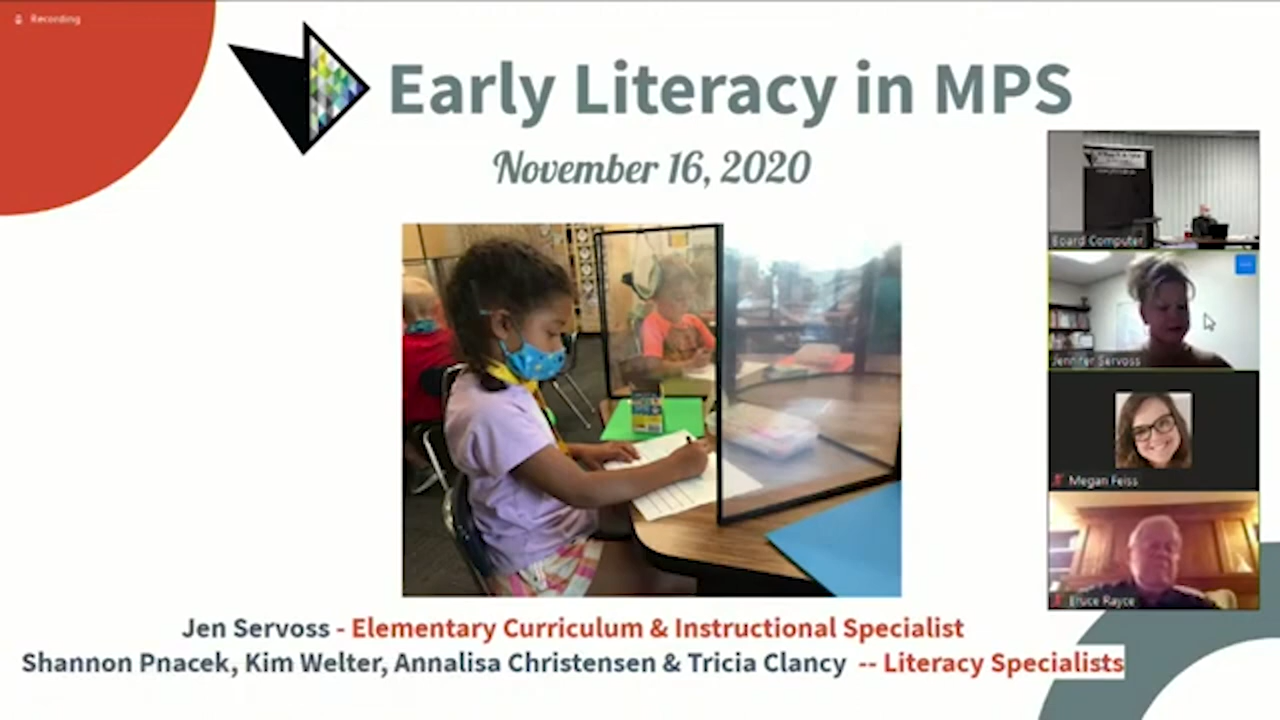 Recording
Early Literacy in MPS
November 16, 2020
Board Computer
Jennifer Servoss
Megan Feiss
Bruce Rayce
Jen Servoss - Elementary Curriculum & Instructional Specialist
Shannon Pnacek, Kim Welter, Annalisa Christensen & Tricia Clancy -- Literacy Specialists